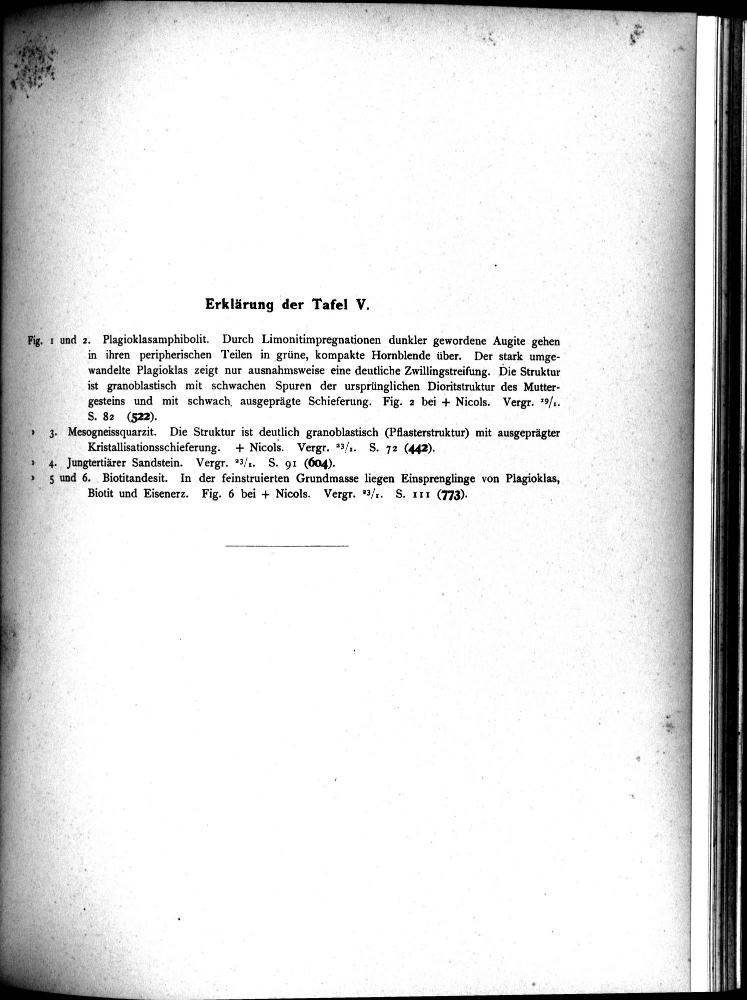 Erklärung der Tafel V.
Fig. 1 und 2. Plagioklasamphibolit. Durch Limonitimpregnationen dunkler gewordene Augite gehen
in ihren peripherischen Teilen in grüne, kompakte Hornblende über. Der stark umge-
wandelte Plagioklas zeigt nur ausnahmsweise eine deutliche Zwillingstreifung. Die Struktur
ist granoblastisch mit schwachen Spuren der ursprünglichen Dioritstruktur des Mutter-
gesteins und mit schwach ausgeprägte Schieferung. Fig. 2 bei + Nicols. Vergr. 19/1.
S. 82 (522).
» 3. Mesogneissquarzit. Die Struktur ist deutlich granoblastisch (Pflasterstruktur) mit ausgeprägter
Kristallisationsschieferung. + Nicols. Vergr. 23/1. S. 72 (442).
» 4. Jungtertiärer Sandstein. Vergr. 23/1. S. 91 (604).
» 5 und 6. Biotitandesit. In der feinstruierten Grundmasse liegen Einsprenglinge von Plagioklas,
Biotit und Eisenerz. Fig. 6 bei + Nicols. Vergr. 23/1. S. 111 (773).